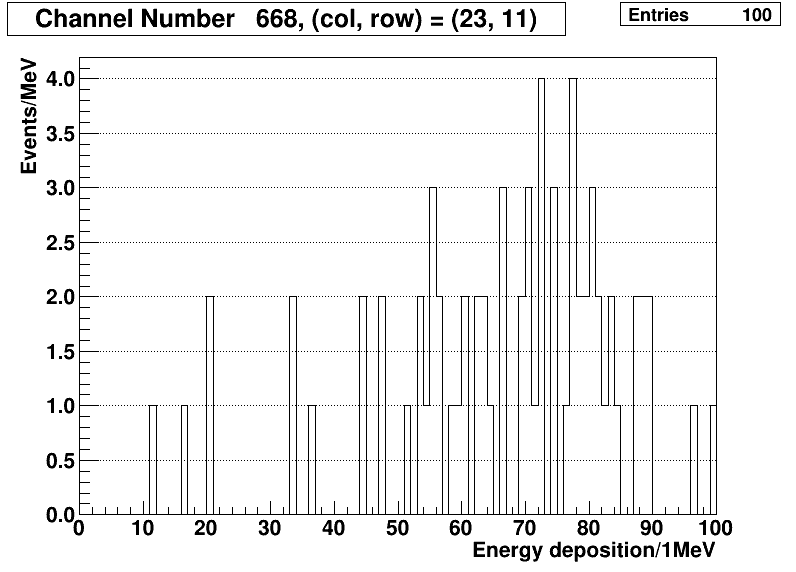 Channel Number 668, (col, row) = (23, 11)
Entries 100
Events/MeV
4.0
3.5
3.0
2.5
2.0
1.5
1.0
0.5
0.0
0 10 20 30 40 50 60 70 80 90 100
Energy deposition/1MeV